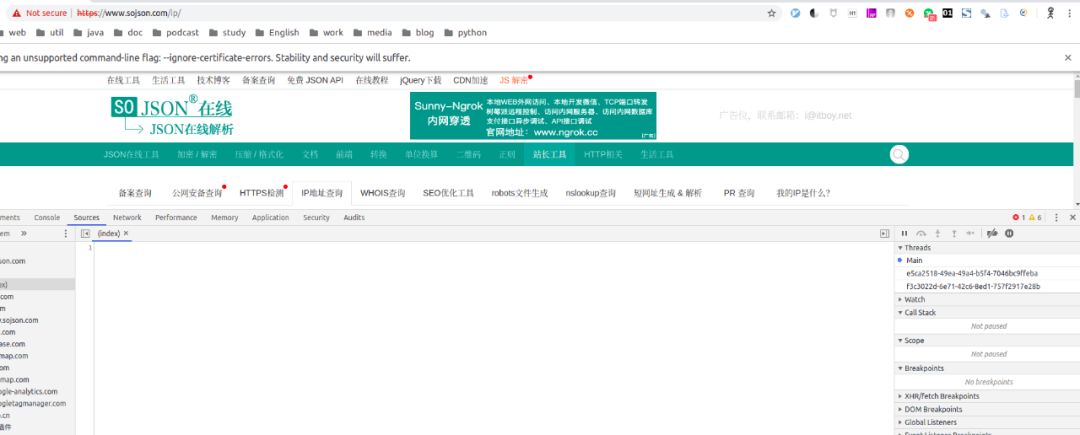 Not secure https://www.sojson.com/ip/
web util java doc podcast study English work media blog python
ng an unsupported command-line flag: --ignore-certificate-errors. Stability and security will suffer.
在线工具 生活工具 技术博客 备案查询 免费 JSON API 在线教程 jQuery下载 CDN加速 JS 解密
SO JSON®在线
JSON在线解析
Sunny-Ngrok
内网穿透
本地WEB外网访问、本地开发微信、TCP端口转发
树莓派远程控制、访问内网服务器、访问内网数据库
支付接口异步调试、API接口调试
官网地址：www.ngrok.cc
[广告]
广告位，联系邮箱：i@itboy.net
JSON在线工具 加密 / 解密 压缩 / 格式化 文档 前端 转换 单位换算 二维码 正则 站长工具 HTTP相关 生活工具
备案查询 公网安备查询 HTTPS检测 IP地址查询 WHOIS查询 SEO优化工具 robots文件生成 nslookup查询 短网址生成 & 解析 PR 查询 我的IP是什么？
ments Console Sources Network Performance Memory Application Security Audits 1 6
em » (index) ×
1
son.com
x)
.com
m
v.sojson.com
.com
ase.com
map.com
om
map.com
ogle-analytics.com
ogletagmanager.com
o.cn
插件
Threads
Main
e5ca2518-49ea-49a4-b5f4-7046bc9ffeba
f3c3022d-6e71-42c6-8ed1-757f2917e28b
Watch
Call Stack
Not paused
Scope
Not paused
Breakpoints
No breakpoints
XHR/fetch Breakpoints
DOM Breakpoints
Global Listeners
Event Listener Breakpoints